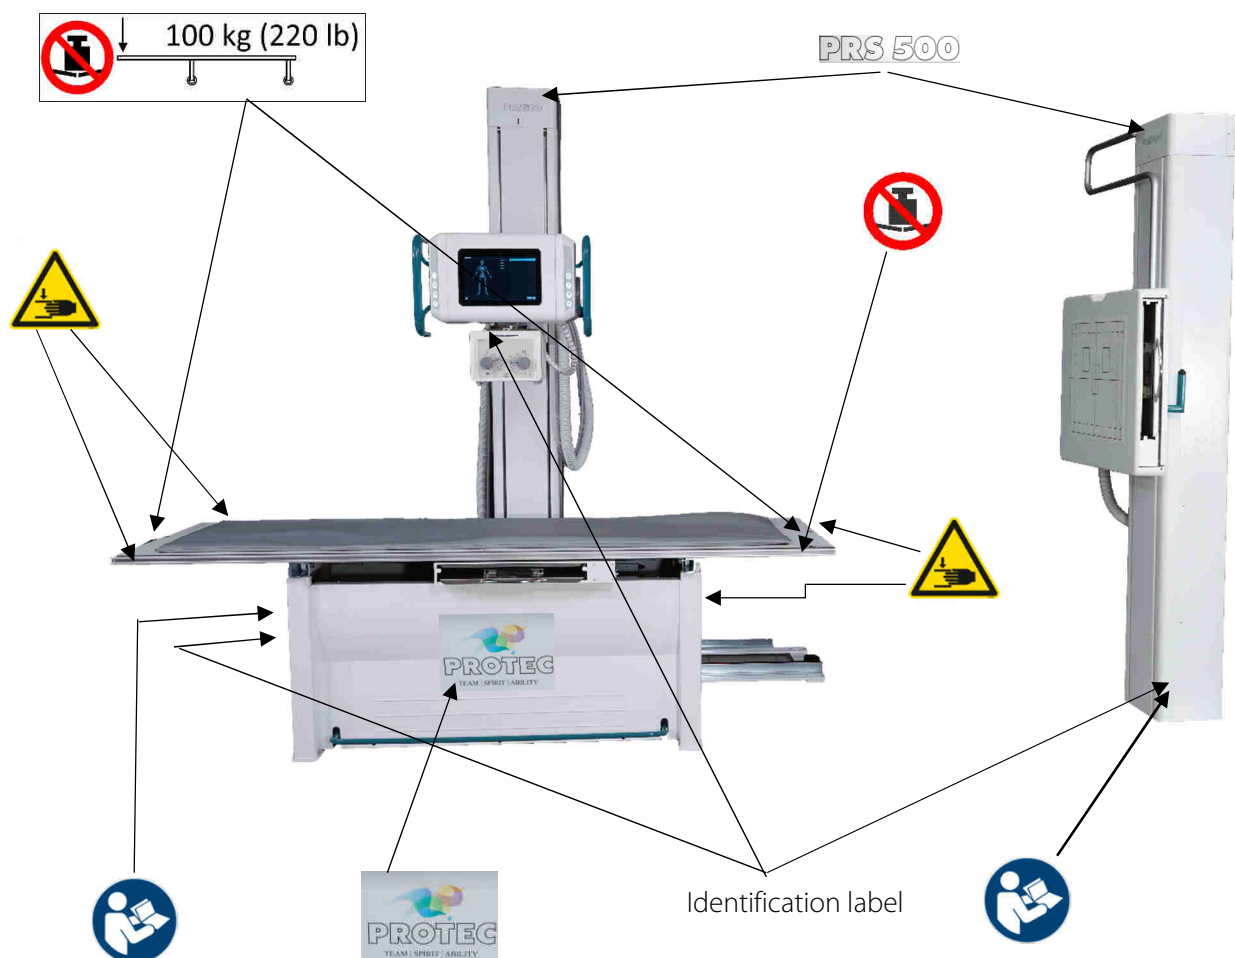 100 kg (220 lb)
PRS 500
PROTEC
TEAM | SPIRIT | ABILITY
Identification label
PROTEC
TEAM | SPIRIT | ABILITY